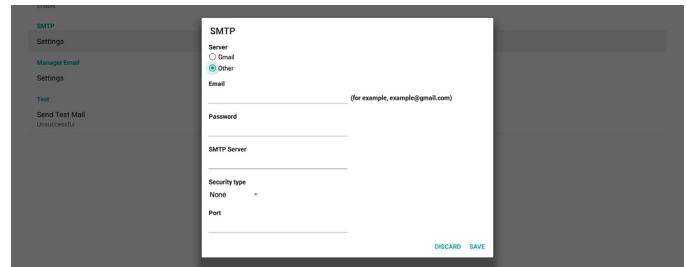 Enable
SMTP
Settings
Manager Email
Settings
Test
Send Test Mail
Unsuccessful
SMTP
Server
Gmail
Other
Email
(for example, example@gmail.com)
Password
SMTP Server
Security type
None
Port
DISCARD SAVE